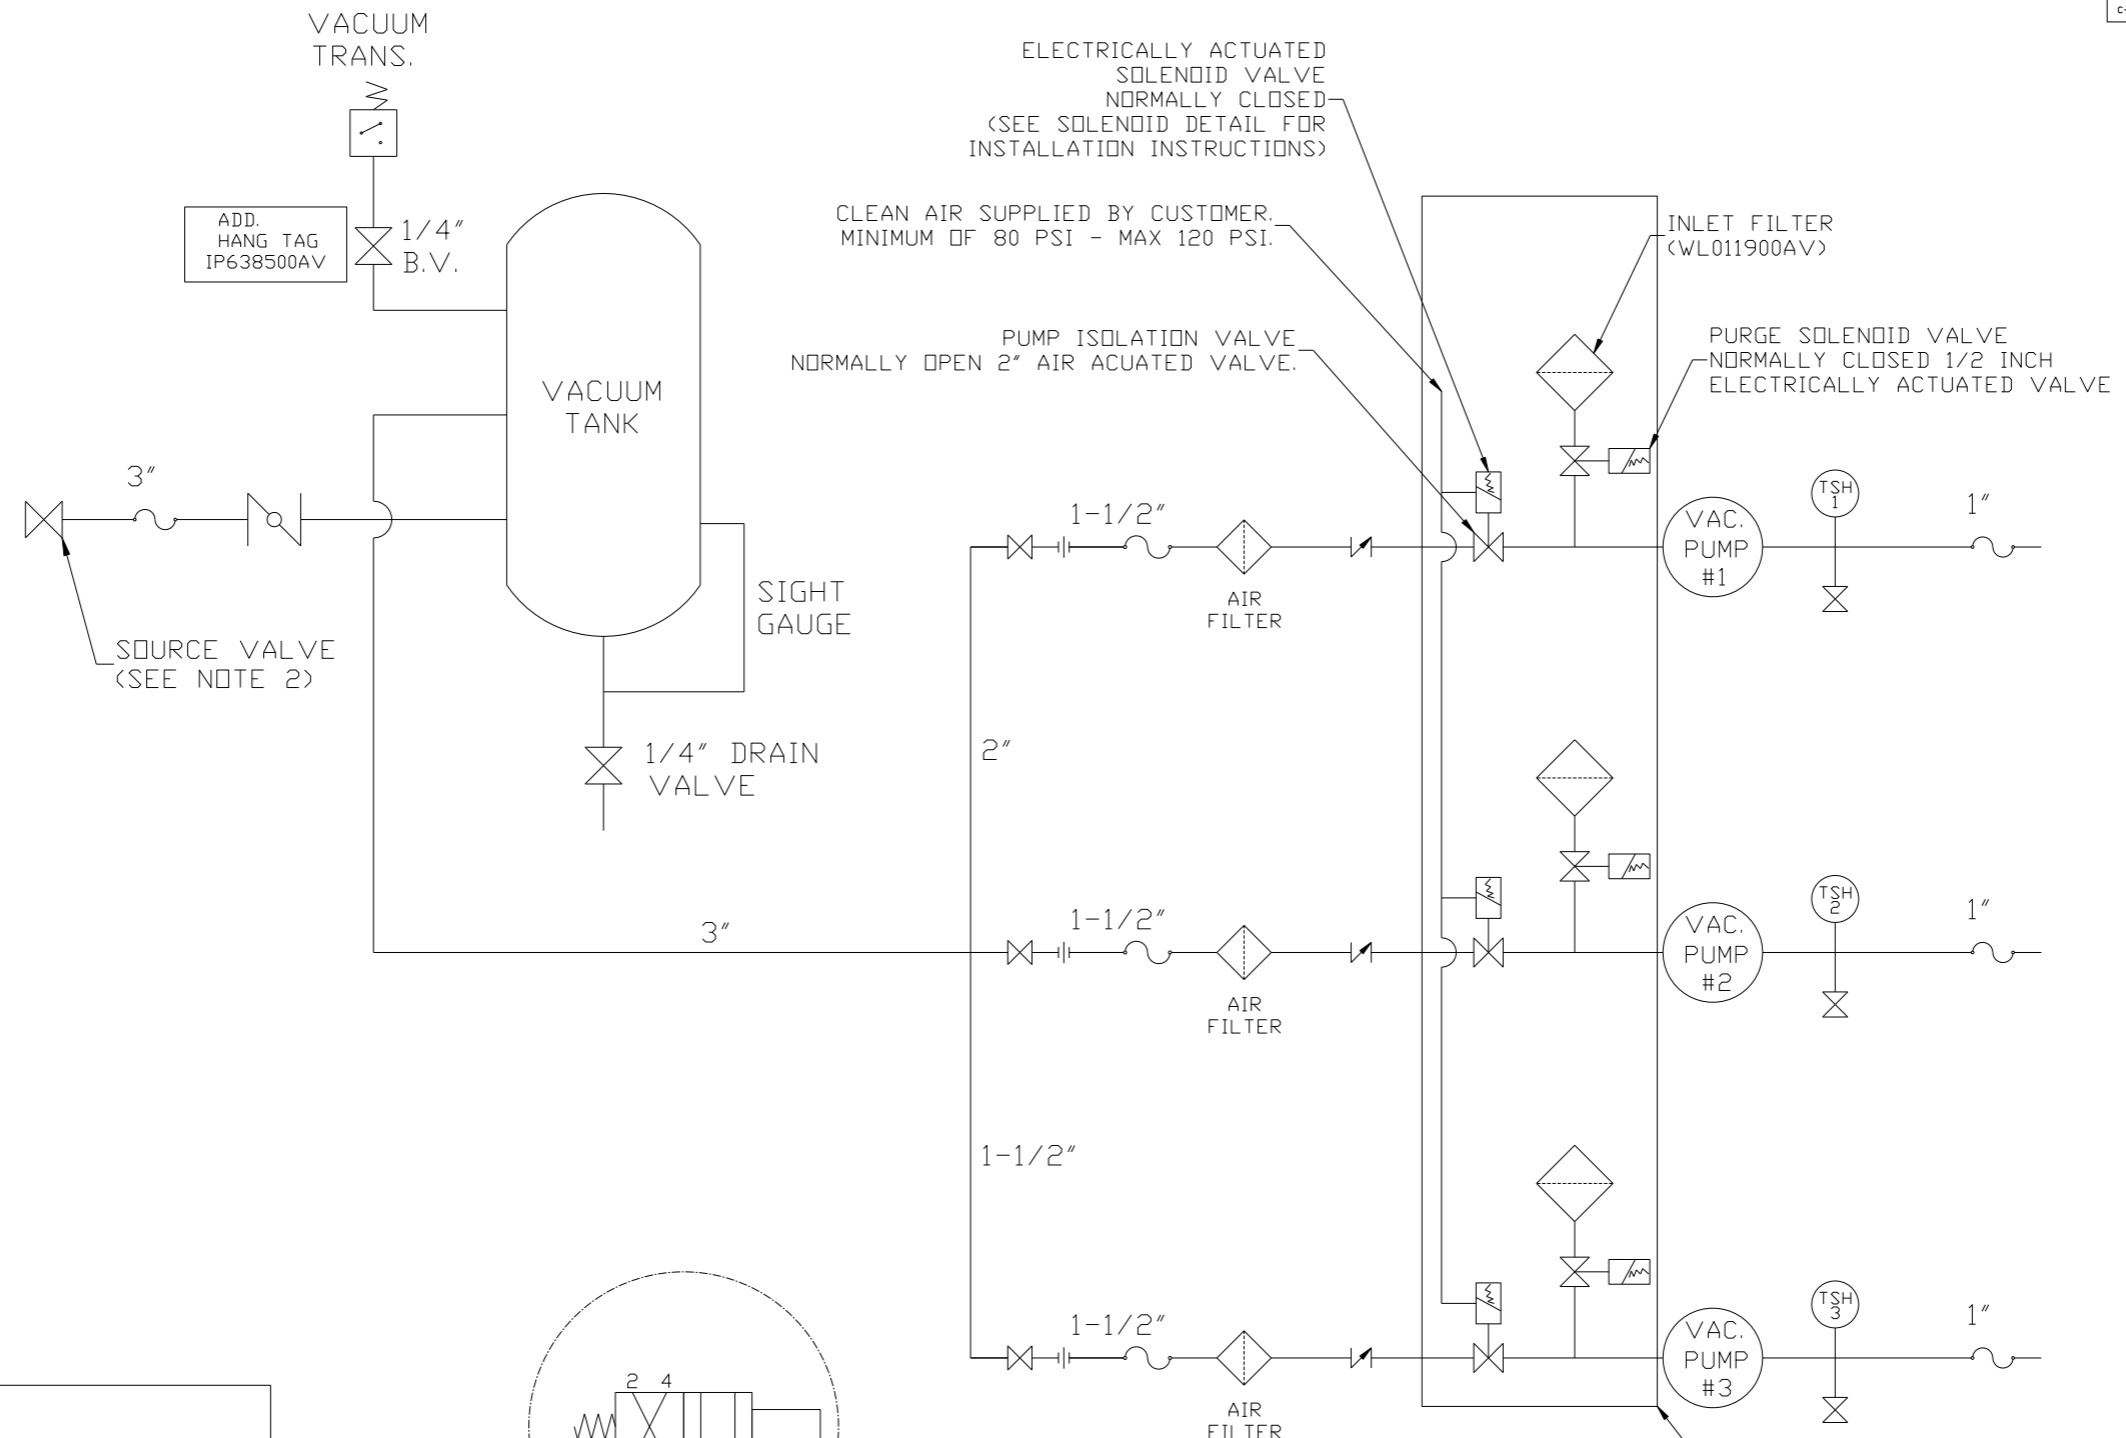 VACUUM
TRANS.
ADD.
HANG TAG
IP638500AV
1/4"
B.V.
VACUUM
TANK
3"
SOURCE VALVE
(SEE NOTE 2)
SIGHT
GAUGE
1/4" DRAIN
VALVE
3"
ELECTRICALLY ACTUATED
SOLENOID VALVE
NORMALLY CLOSED
(SEE SOLENOID DETAIL FOR
INSTALLATION INSTRUCTIONS)
CLEAN AIR SUPPLIED BY CUSTOMER.
MINIMUM OF 80 PSI - MAX 120 PSI.
PUMP ISOLATION VALVE
NORMALLY OPEN 2" AIR ACUATED VALVE.
INLET FILTER
(WL011900AV)
PURGE SOLENOID VALVE
NORMALLY CLOSED 1/2 INCH
ELECTRICALLY ACTUATED VALVE
1-1/2"
AIR
FILTER
VAC.
PUMP
#1
TSH
1
1"
2"
1-1/2"
AIR
FILTER
VAC.
PUMP
#2
TSH
2
1"
1-1/2"
1-1/2"
AIR
FILTER
VAC.
PUMP
#3
TSH
3
1"
2 4